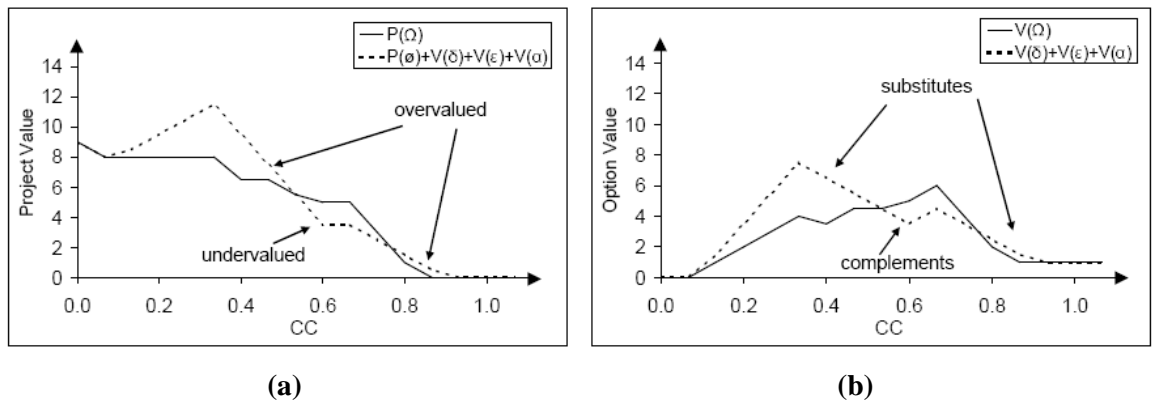 P(Ω)
P(ø)+V(δ)+V(ε)+V(α)
14
12
10
8
6
4
2
0
Project Value
overvalued
undervalued
0.0 0.2 0.4 0.6 0.8 1.0
CC
(a)
V(Ω)
V(δ)+V(ε)+V(α)
14
12
10
8
6
4
2
0
Option Value
substitutes
complements
0.0 0.2 0.4 0.6 0.8 1.0
CC
(b)